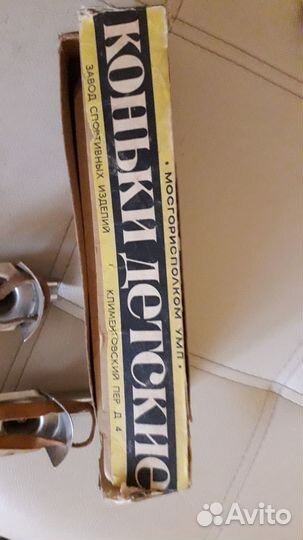 • МОСГОРИСПОЛКОМ УМП •
КОНЬКИ ДЕТСКИЕ
ЗАВОД СПОРТИВНЫХ ИЗДЕЛИЙ
КЛИМЕНТОВСКИЙ ПЕР. Д. 4
Avito